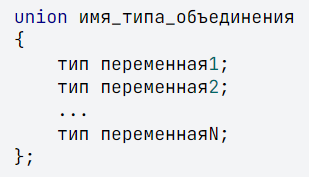 union имя_типа_объединения
{
    тип переменная1;
    тип переменная2;
    ...
    тип переменнаяN;
};